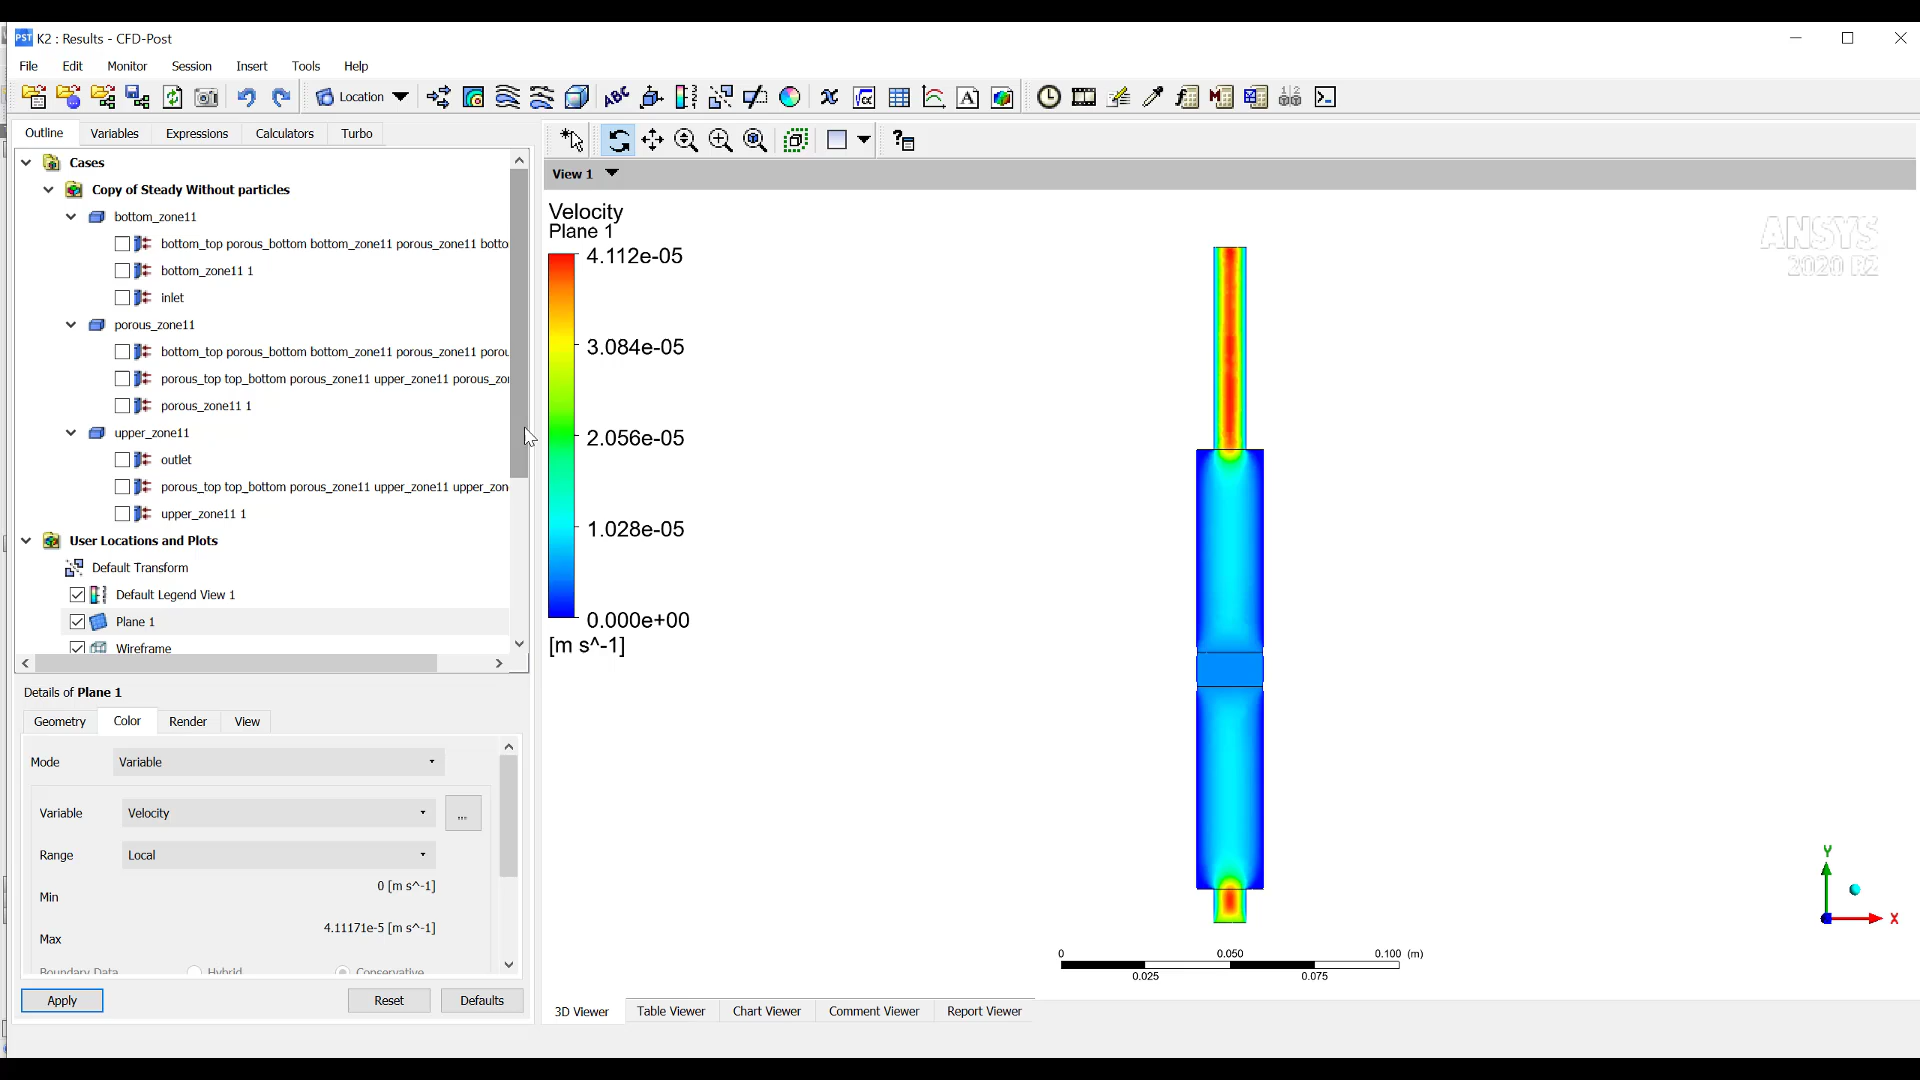 K2 : Results - CFD-Post
File Edit Monitor Session Insert Tools Help
Location
Outline Variables Expressions Calculators Turbo
Cases
Copy of Steady Without particles
bottom_zone11
bottom_top porous_bottom bottom_zone11 porous_zone11 botto
bottom_zone11 1
inlet
porous_zone11
bottom_top porous_bottom bottom_zone11 porous_zone11 porou
porous_top top_bottom porous_zone11 upper_zone11 porous_zo
porous_zone11 1
upper_zone11
outlet
porous_top top_bottom porous_zone11 upper_zone11 upper_zon
upper_zone11 1
User Locations and Plots
Default Transform
Default Legend View 1
Plane 1
Wireframe
Details of Plane 1
Geometry Color Render View
Mode Variable
Variable Velocity ...
Range Local
Min 0 [m s^-1]
Max 4.11171e-5 [m s^-1]
Boundary Data Hybrid Conservative
Apply Reset Defaults
View 1
Velocity
Plane 1
4.112e-05
3.084e-05
2.056e-05
1.028e-05
0.000e+00
[m s^-1]
ANSYS
2020 R2
Y
X
0 0.050 0.100 (m)
0.025 0.075
3D Viewer Table Viewer Chart Viewer Comment Viewer Report Viewer